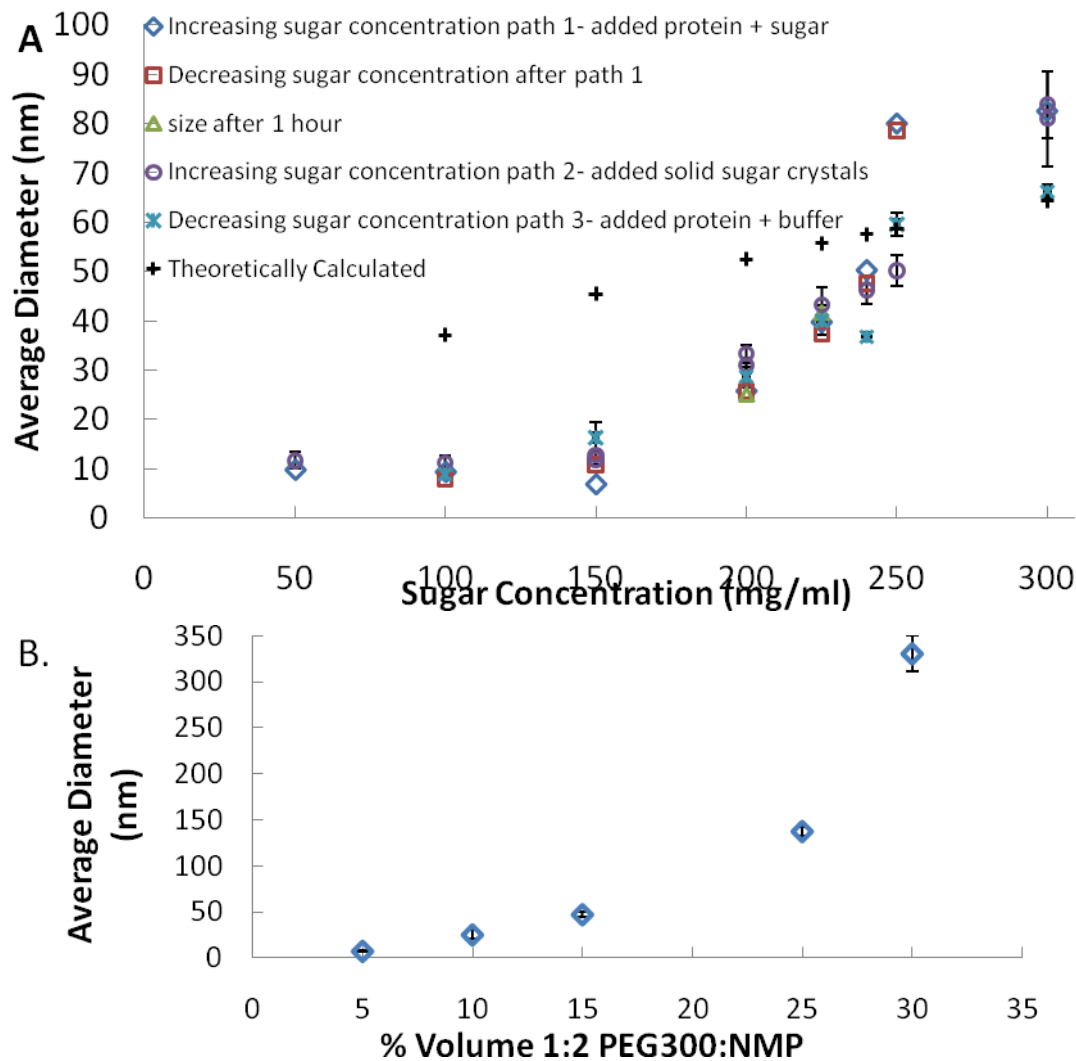 A
Average Diameter (nm)
100
90
80
70
60
50
40
30
20
10
0
Increasing sugar concentration path 1- added protein + sugar
Decreasing sugar concentration after path 1
size after 1 hour
Increasing sugar concentration path 2- added solid sugar crystals
Decreasing sugar concentration path 3- added protein + buffer
Theoretically Calculated
0 50 100 150 200 250 300
Sugar Concentration (mg/ml)
B.
Average Diameter
(nm)
350
300
250
200
150
100
50
0
0 5 10 15 20 25 30 35
% Volume 1:2 PEG300:NMP